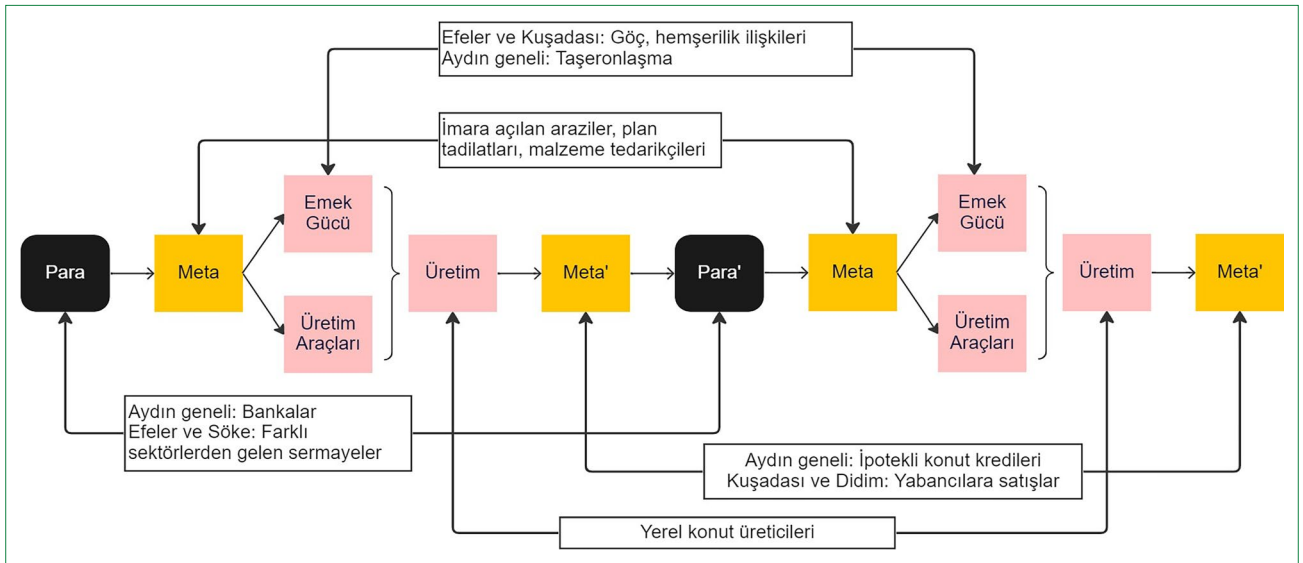 Efeler ve Kuşadası: Göç, hemşerilik ilişkileri
Aydın geneli: Taşeronlaşma
İmara açılan araziler, plan
tadilatları, malzeme tedarikçileri
Para
Meta
Emek
Gücü
Üretim
Araçları
Üretim
Meta'
Para'
Meta
Emek
Gücü
Üretim
Araçları
Üretim
Meta'
Aydın geneli: Bankalar
Efeler ve Söke: Farklı
sektörlerden gelen sermayeler
Aydın geneli: İpotekli konut kredileri
Kuşadası ve Didim: Yabancılara satışlar
Yerel konut üreticileri